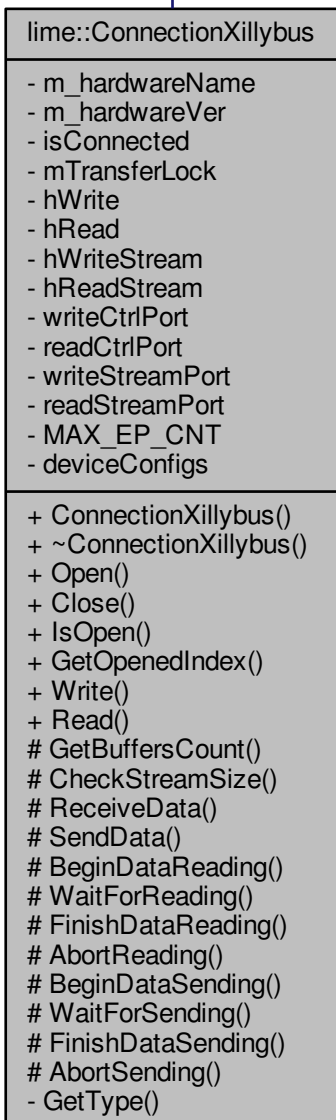 lime::ConnectionXillybus
- m_hardwareName
- m_hardwareVer
- isConnected
- mTransferLock
- hWrite
- hRead
- hWriteStream
- hReadStream
- writeCtrlPort
- readCtrlPort
- writeStreamPort
- readStreamPort
- MAX_EP_CNT
- deviceConfigs
+ ConnectionXillybus()
+ ~ConnectionXillybus()
+ Open()
+ Close()
+ IsOpen()
+ GetOpenedIndex()
+ Write()
+ Read()
# GetBuffersCount()
# CheckStreamSize()
# ReceiveData()
# SendData()
# BeginDataReading()
# WaitForReading()
# FinishDataReading()
# AbortReading()
# BeginDataSending()
# WaitForSending()
# FinishDataSending()
# AbortSending()
- GetType()